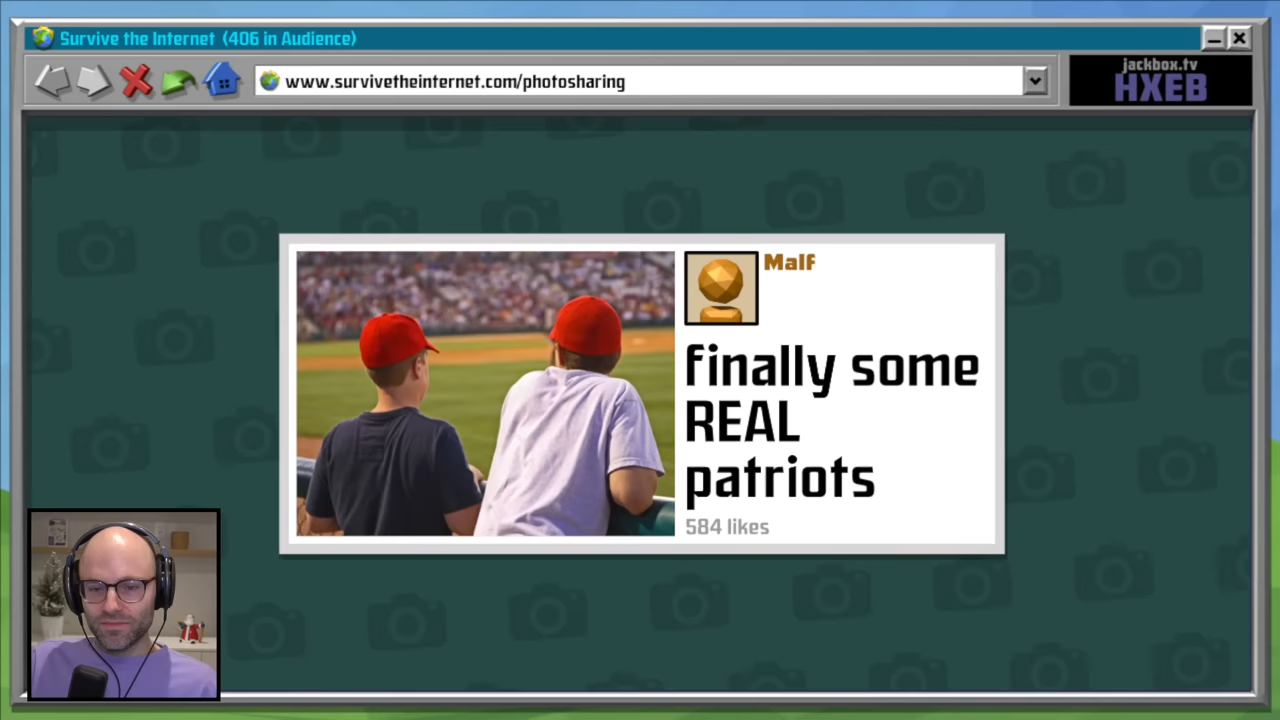 Survive the Internet (406 in Audience)
www.survivetheinternet.com/photosharing
jackbox.tv
HXEB
Malf
finally some
REAL
patriots
584 likes